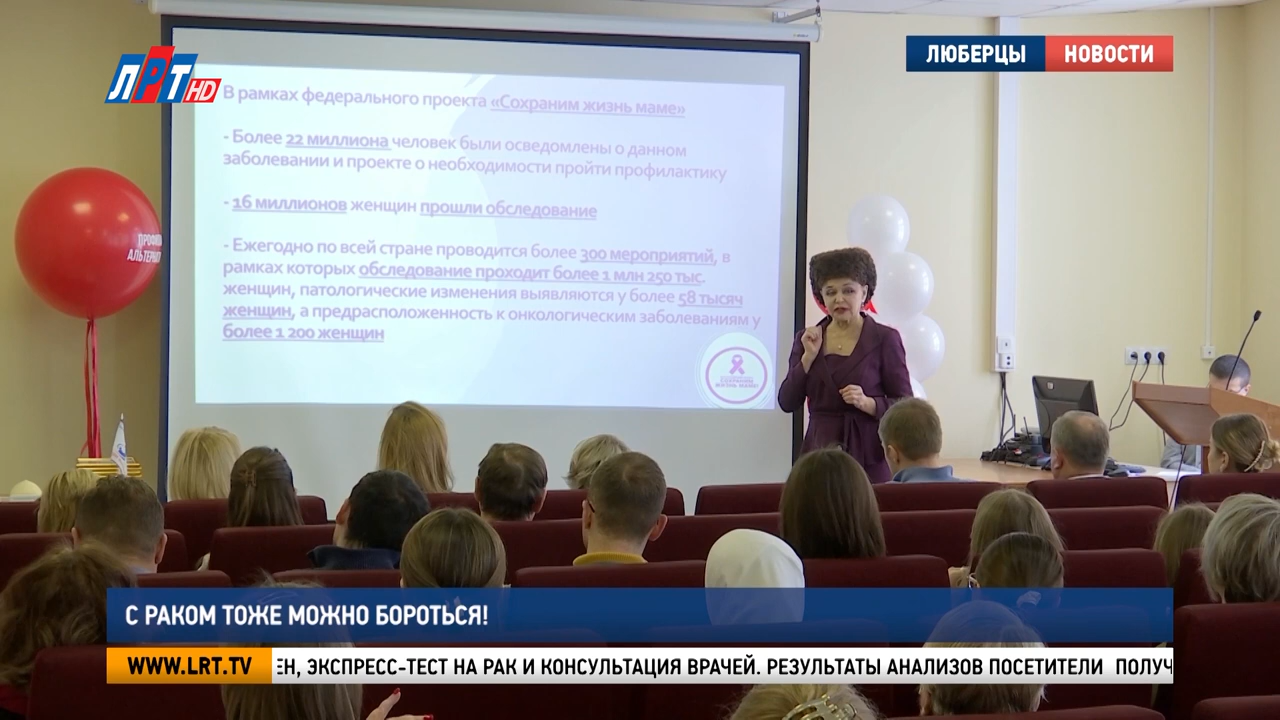 ЛРТ HD
ЛЮБЕРЦЫ НОВОСТИ
В рамках федерального проекта «Сохраним жизнь маме»
- Более 22 миллиона человек были осведомлены о данном
заболевании и проекте о необходимости пройти профилактику
- 16 миллионов женщин прошли обследование
- Ежегодно по всей стране проводится более 300 мероприятий, в
рамках которых обследование проходит более 1 млн 250 тыс.
женщин, патологические изменения выявляются у более 58 тысяч
женщин, а предрасположенность к онкологическим заболеваниям у
более 1 200 женщин
СОХРАНИМ
ЖИЗНЬ МАМЕ
С РАКОМ ТОЖЕ МОЖНО БОРОТЬСЯ!
WWW.LRT.TV ЕН, ЭКСПРЕСС-ТЕСТ НА РАК И КОНСУЛЬТАЦИЯ ВРАЧЕЙ. РЕЗУЛЬТАТЫ АНАЛИЗОВ ПОСЕТИТЕЛИ ПОЛУЧ